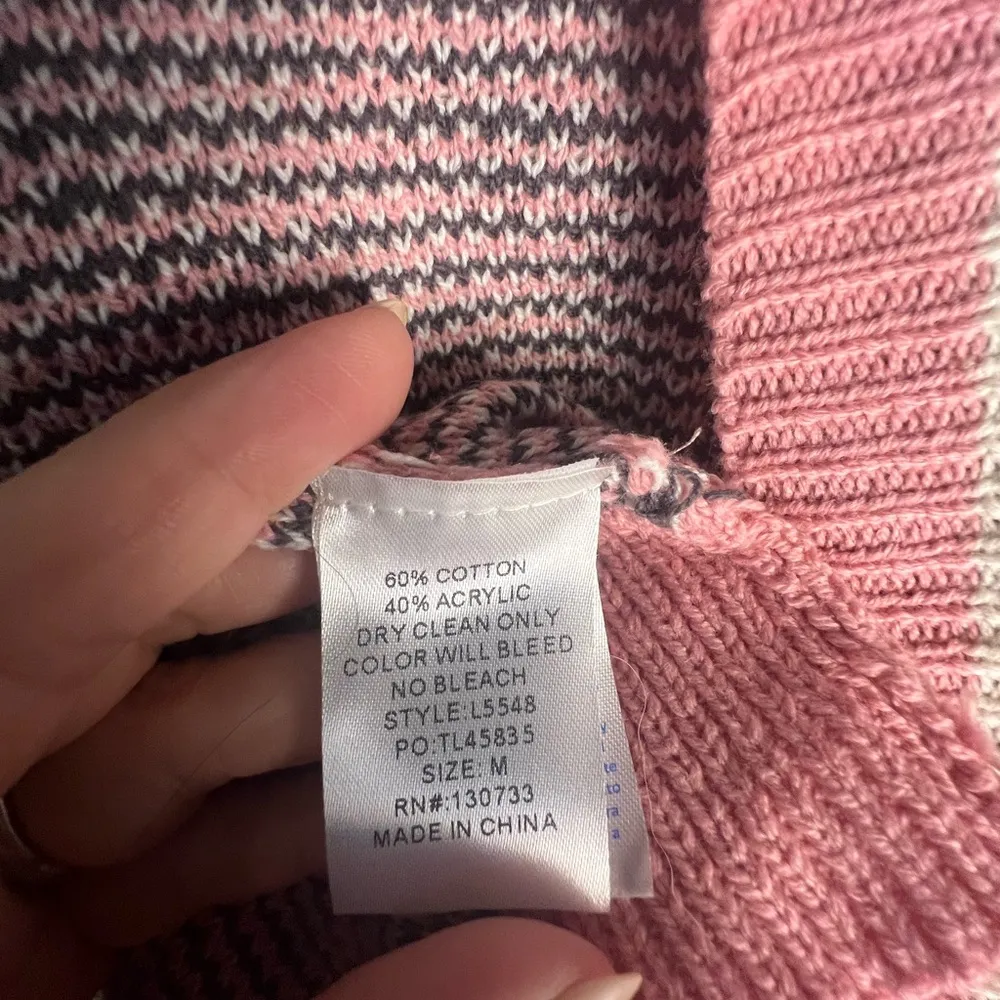 60% COTTON
40% ACRYLIC
DRY CLEAN ONLY
COLOR WILL BLEED
NO BLEACH
STYLE:L5548
PO:TL45835
SIZE: M
RN#:130733
MADE IN CHINA